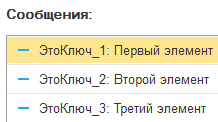 Сообщения:
ЭтоКлюч_1: Первый элемент
ЭтоКлюч_2: Второй элемент
ЭтоКлюч_3: Третий элемент